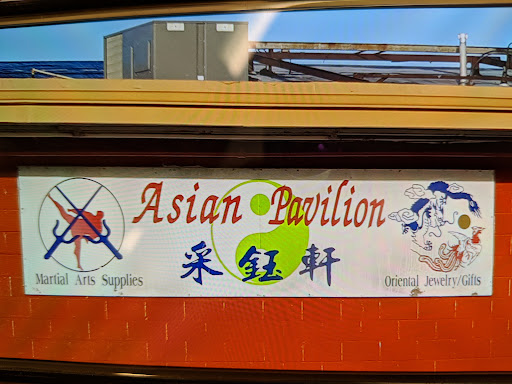 Asian Pavilion
采鈺軒
Martial Arts Supplies
Oriental Jewelry/Gifts